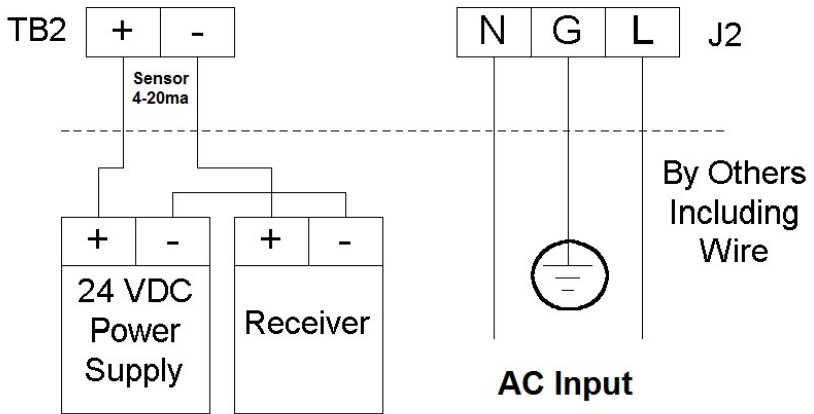 TB2 + -
N G L J2
Sensor
4-20ma
By Others
Including
Wire
+ - + -
24 VDC
Power
Supply
Receiver
AC Input